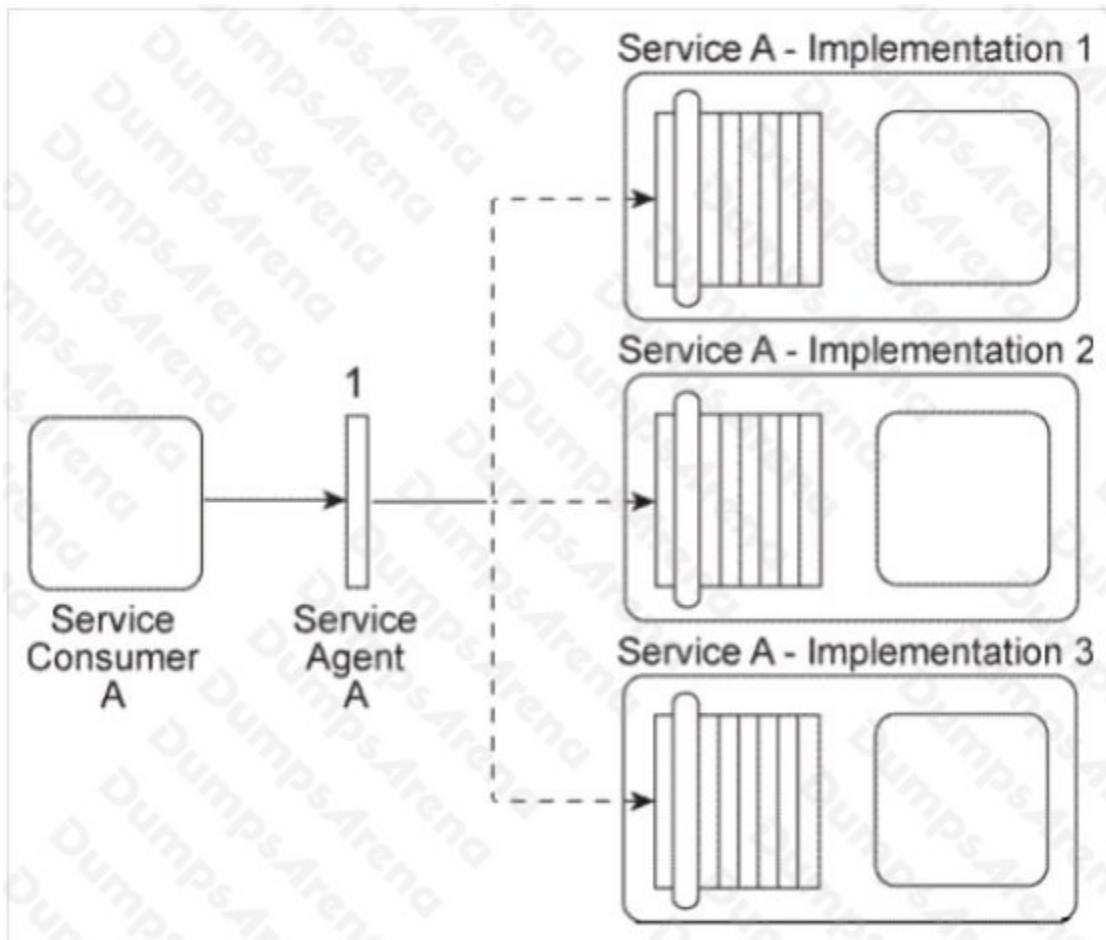 Service A - Implementation 1
Service A - Implementation 2
1
Service
Consumer
A
Service
Agent
A
Service A - Implementation 3
DumpsArena